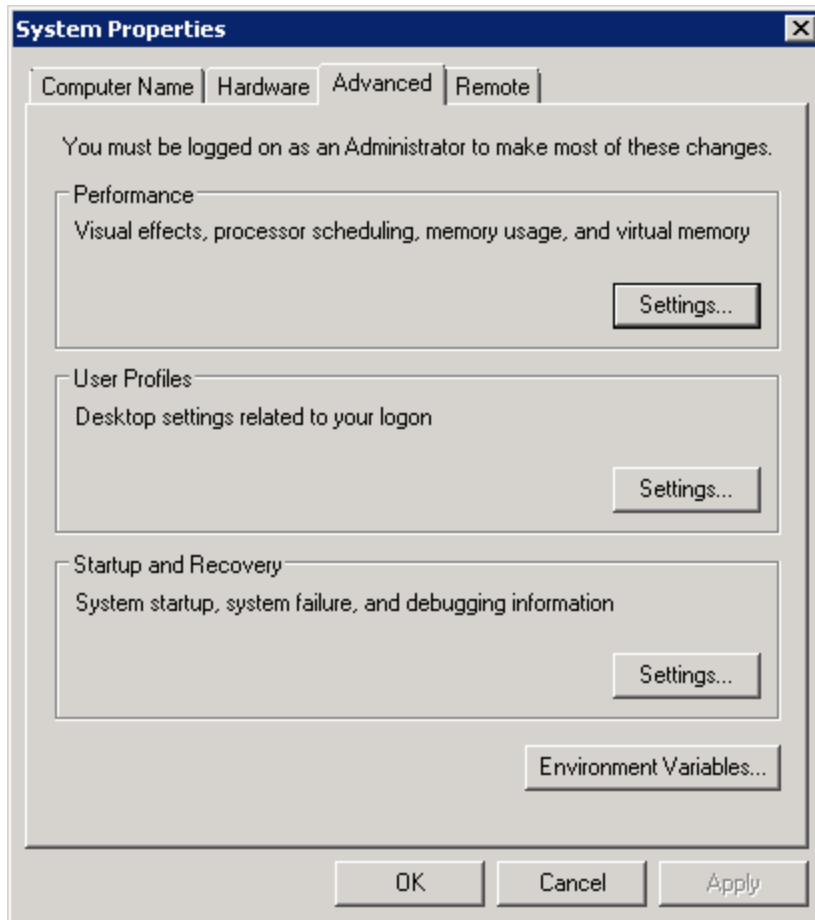 System Properties
Computer Name Hardware Advanced Remote
You must be logged on as an Administrator to make most of these changes.
Performance
Visual effects, processor scheduling, memory usage, and virtual memory
Settings...
User Profiles
Desktop settings related to your logon
Settings...
Startup and Recovery
System startup, system failure, and debugging information
Settings...
Environment Variables...
OK Cancel Apply